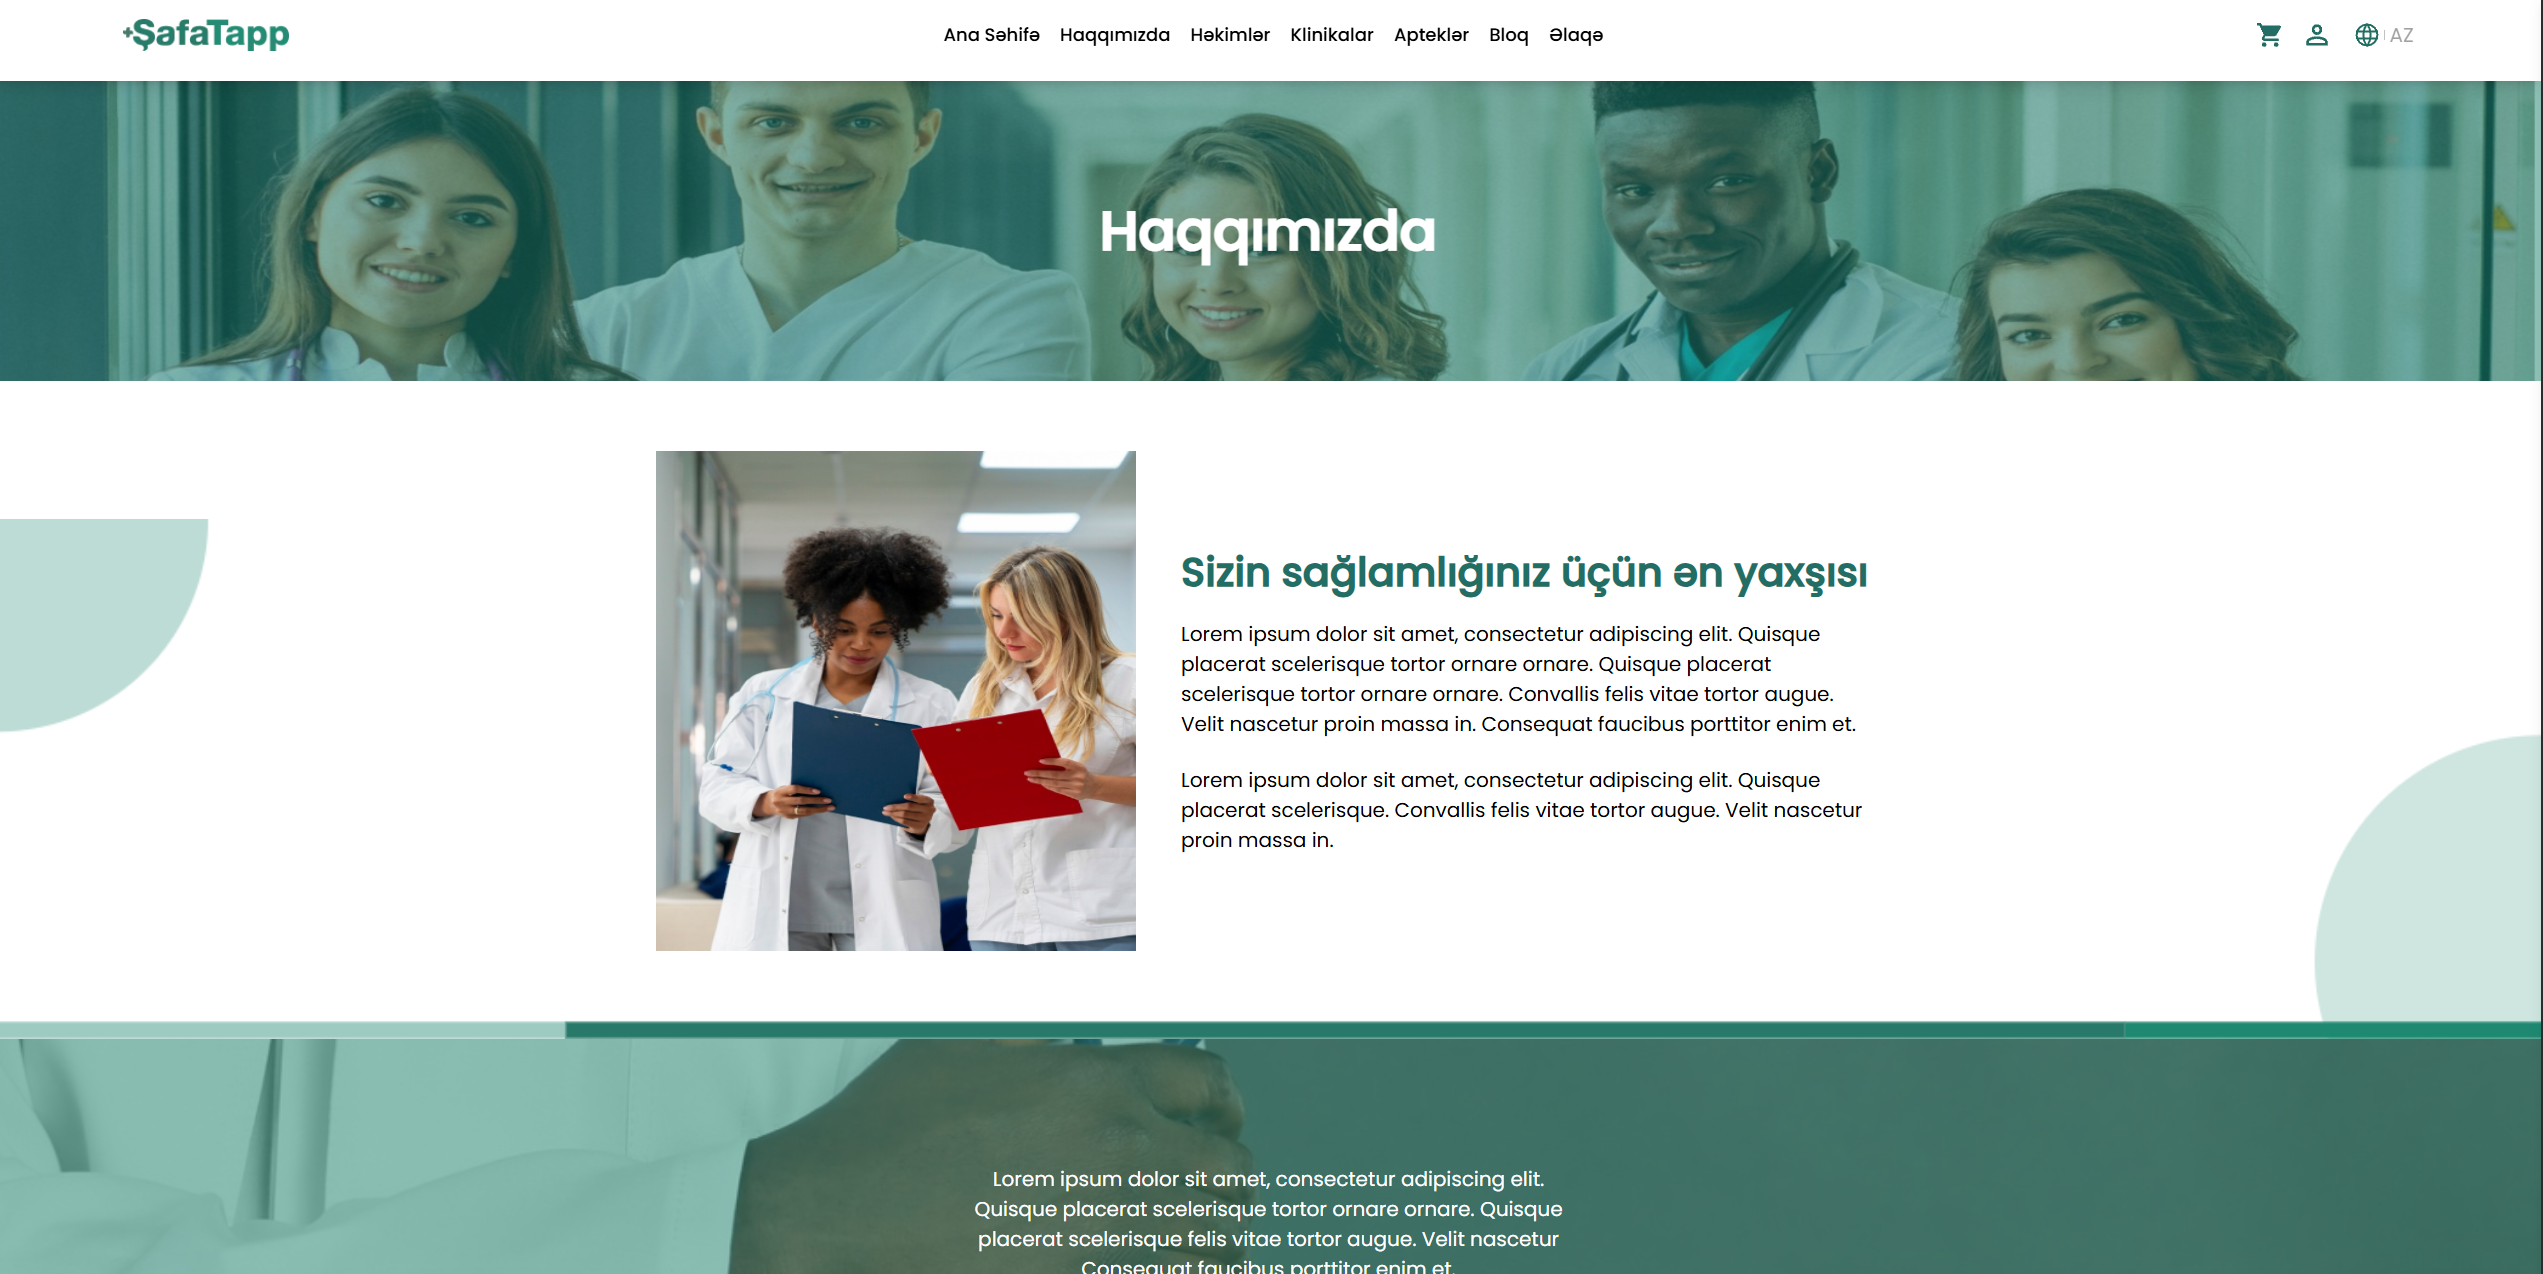 ŞafaTapp
Ana Səhifə Haqqımızda Həkimlər Klinikalar Apteklər Bloq Əlaqə
AZ
Haqqımızda
Sizin sağlamlığınız üçün ən yaxşısı
Lorem ipsum dolor sit amet, consectetur adipiscing elit. Quisque
placerat scelerisque tortor ornare ornare. Quisque placerat
scelerisque tortor ornare ornare. Convallis felis vitae tortor augue.
Velit nascetur proin massa in. Consequat faucibus porttitor enim et.
Lorem ipsum dolor sit amet, consectetur adipiscing elit. Quisque
placerat scelerisque. Convallis felis vitae tortor augue. Velit nascetur
proin massa in.
Lorem ipsum dolor sit amet, consectetur adipiscing elit.
Quisque placerat scelerisque tortor ornare ornare. Quisque
placerat scelerisque felis vitae tortor augue. Velit nascetur
Consequat faucibus porttitor enim et.